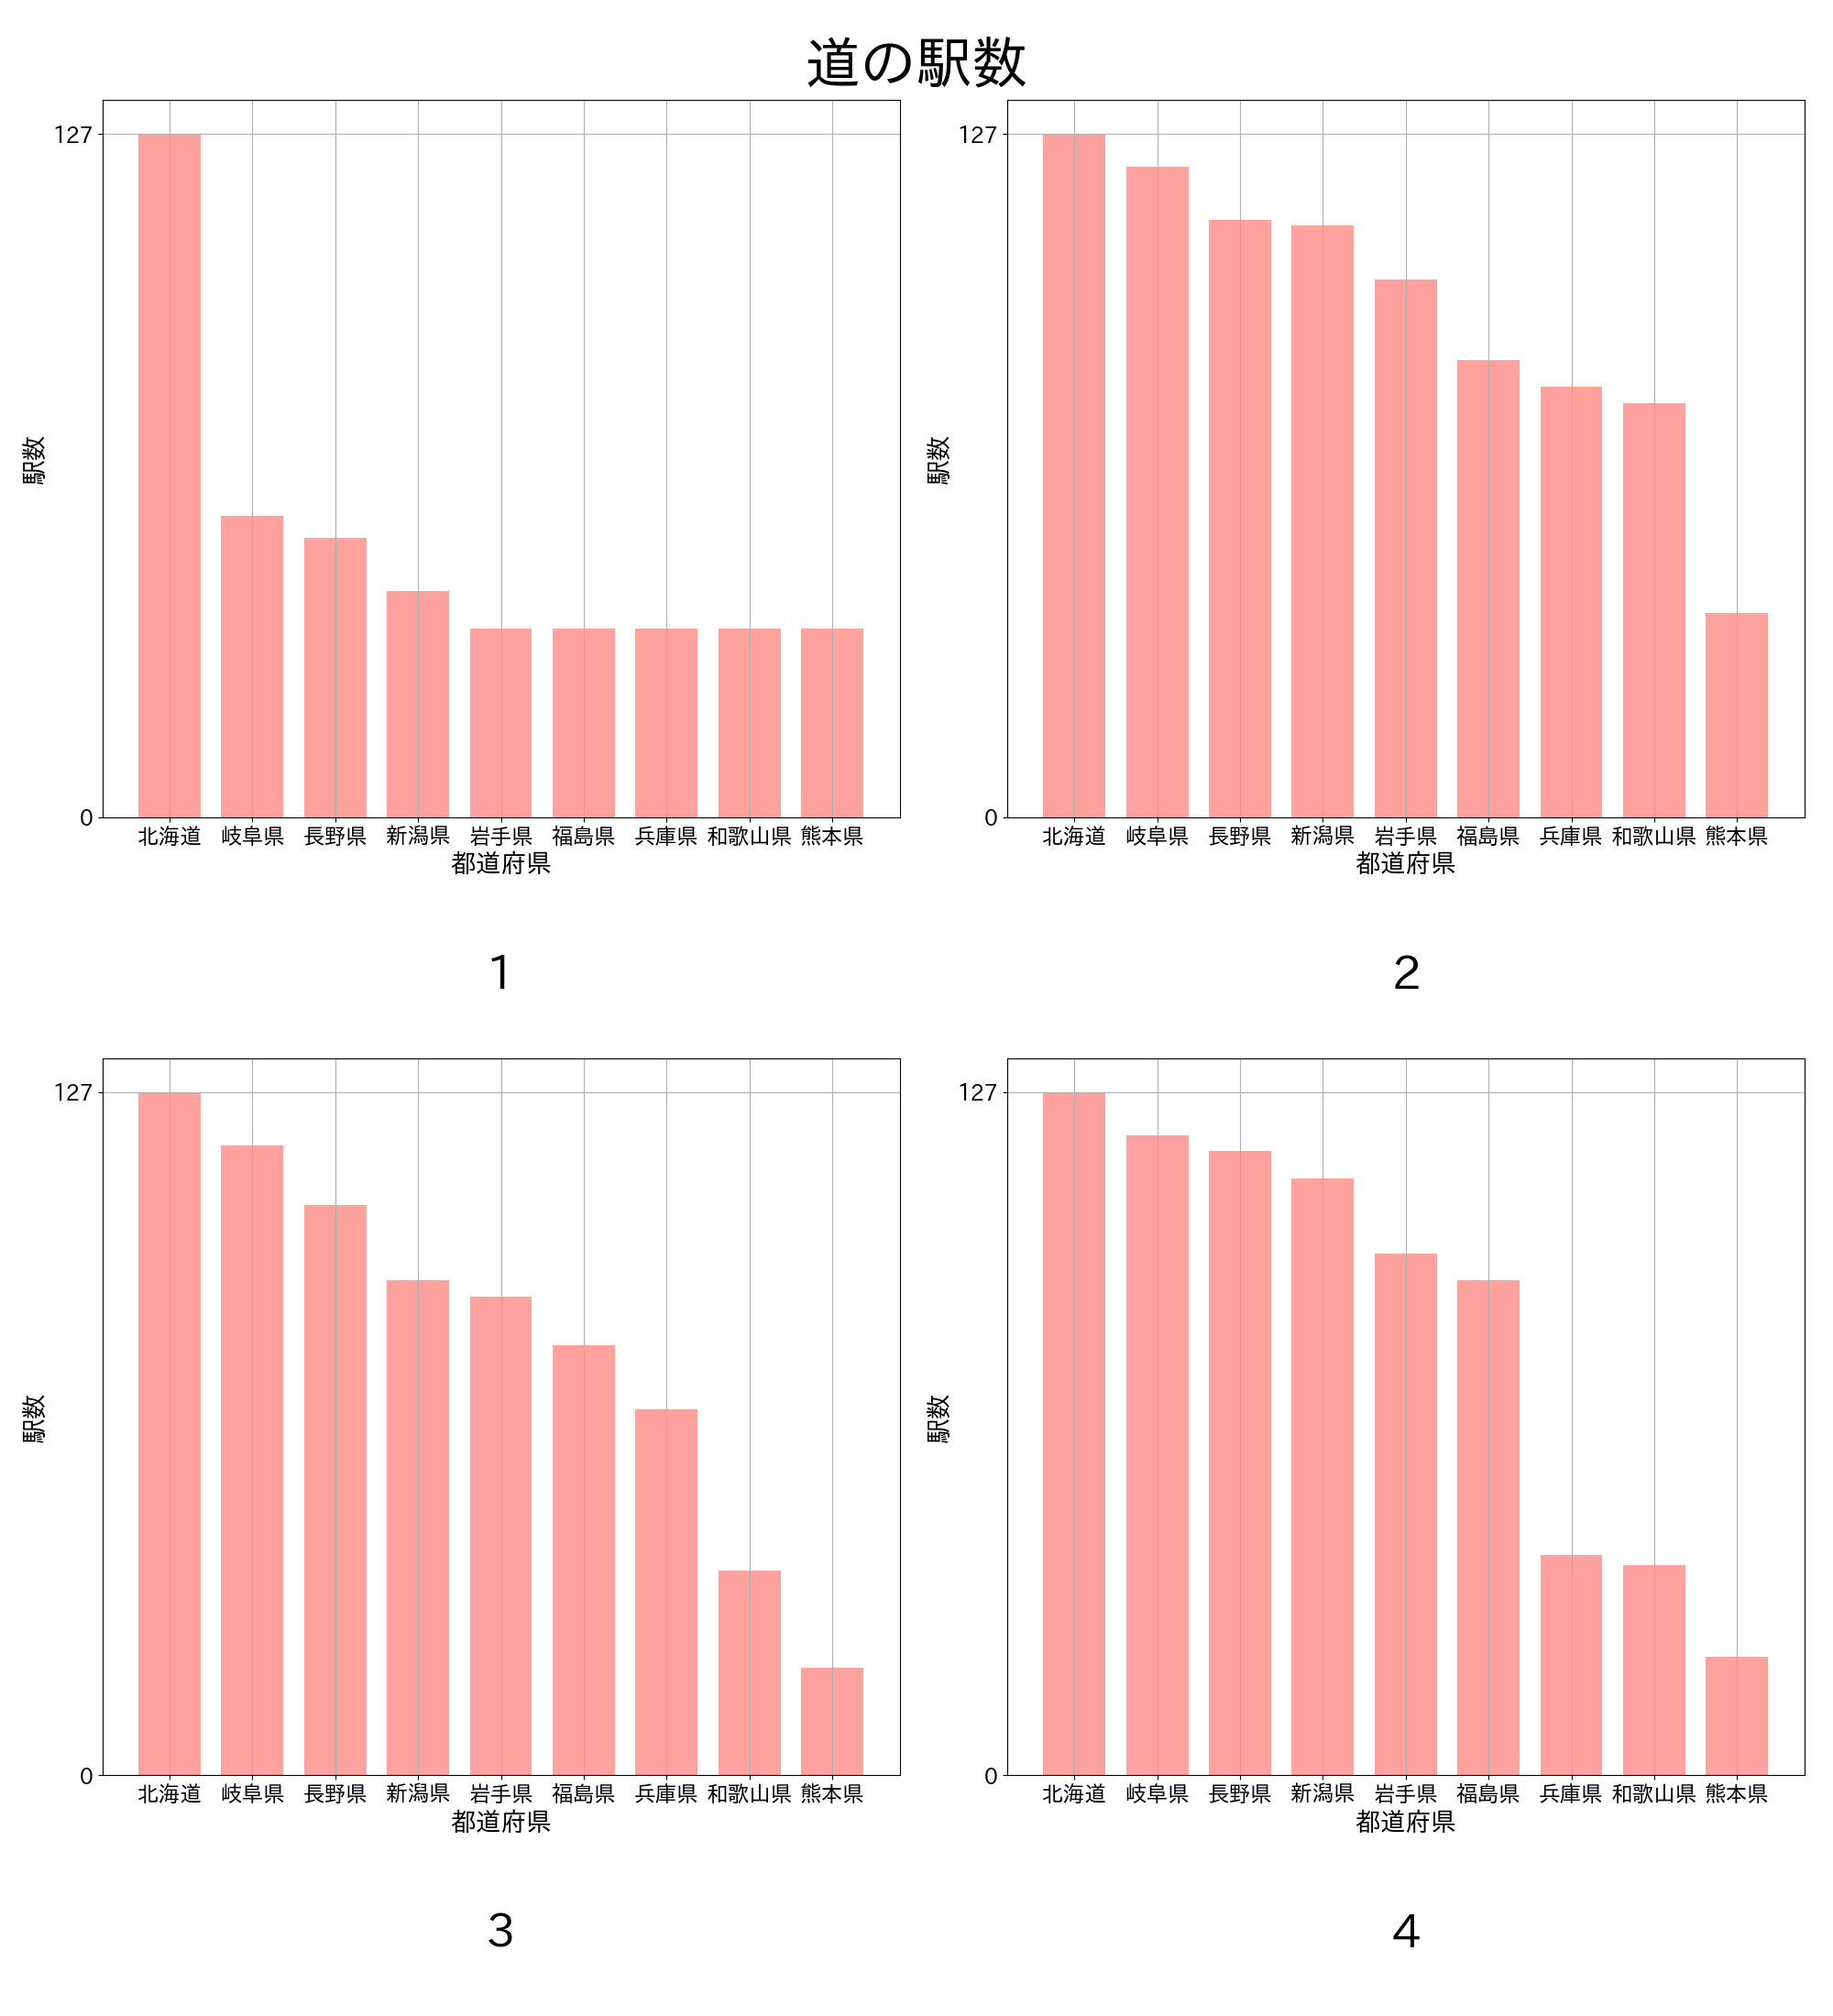 道の駅数
127
0
駅数
北海道 岐阜県 長野県 新潟県 岩手県 福島県 兵庫県 和歌山県 熊本県
都道府県
1
127
0
駅数
北海道 岐阜県 長野県 新潟県 岩手県 福島県 兵庫県 和歌山県 熊本県
都道府県
2
127
0
駅数
北海道 岐阜県 長野県 新潟県 岩手県 福島県 兵庫県 和歌山県 熊本県
都道府県
3
127
0
駅数
北海道 岐阜県 長野県 新潟県 岩手県 福島県 兵庫県 和歌山県 熊本県
都道府県
4